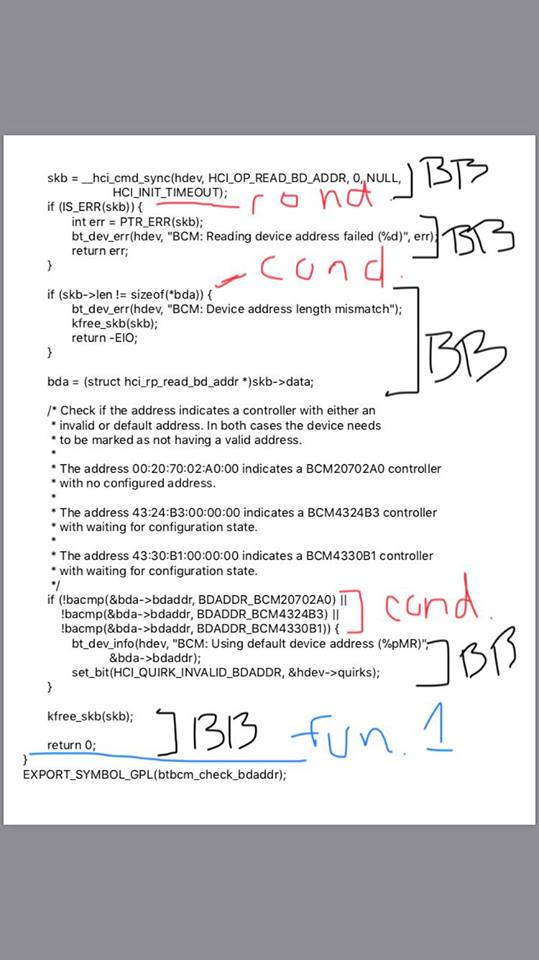 skb = __hci_cmd_sync(hdev, HCI_OP_READ_BD_ADDR, 0, NULL, BB
HCI_INIT_TIMEOUT);
if (IS_ERR(skb)) { cond.
int err = PTR_ERR(skb);
bt_dev_err(hdev, "BCM: Reading device address failed (%d)", err); BB
return err;
}
cond.
if (skb->len != sizeof(*bda)) {
bt_dev_err(hdev, "BCM: Device address length mismatch");
kfree_skb(skb);
return -EIO; BB
}
bda = (struct hci_rp_read_bd_addr *)skb->data;
/* Check if the address indicates a controller with either an
* invalid or default address. In both cases the device needs
* to be marked as not having a valid address.
*
* The address 00:20:70:02:A0:00 indicates a BCM20702A0 controller
* with no configured address.
*
* The address 43:24:B3:00:00:00 indicates a BCM4324B3 controller
* with waiting for configuration state.
*
* The address 43:30:B1:00:00:00 indicates a BCM4330B1 controller
* with waiting for configuration state.
*/
if (!bacmp(&bda->bdaddr, BDADDR_BCM20702A0) ||
!bacmp(&bda->bdaddr, BDADDR_BCM4324B3) || cond.
!bacmp(&bda->bdaddr, BDADDR_BCM4330B1)) {
bt_dev_info(hdev, "BCM: Using default device address (%pMR)",
&bda->bdaddr); BB
set_bit(HCI_QUIRK_INVALID_BDADDR, &hdev->quirks);
}
kfree_skb(skb); BB
return 0; fun. 1
}
EXPORT_SYMBOL_GPL(btbcm_check_bdaddr);